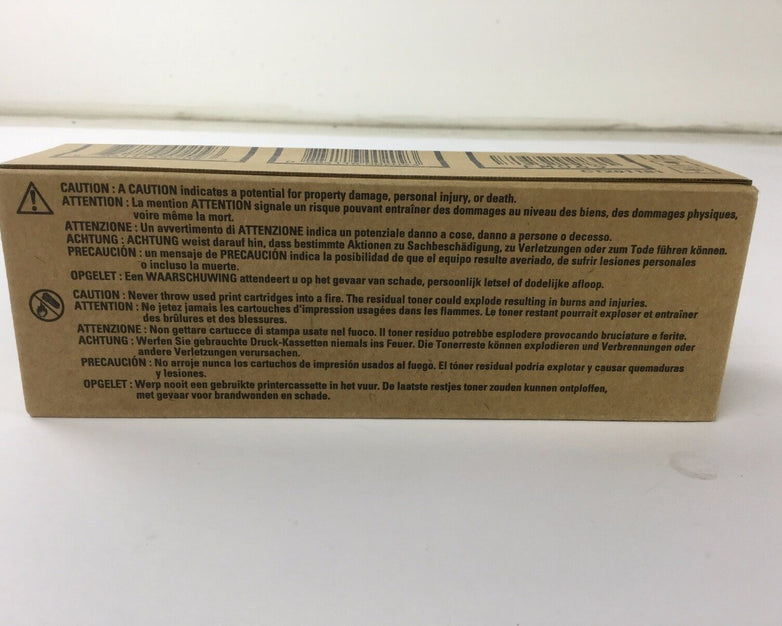 CAUTION : A CAUTION indicates a potential for property damage, personal injury, or death.
ATTENTION : La mention ATTENTION signale un risque pouvant entraîner des dommages au niveau des biens, des dommages physiques,
voire même la mort.
ATTENZIONE : Un avvertimento di ATTENZIONE indica un potenziale danno a cose, danno a persone o decesso.
ACHTUNG : ACHTUNG weist darauf hin, dass bestimmte Aktionen zu Sachbeschädigung, zu Verletzungen oder zum Tode führen können.
PRECAUCIÓN : un mensaje de PRECAUCIÓN indica la posibilidad de que el equipo resulte averiado, de sufrir lesiones personales
o incluso la muerte.
OPGELET : Een WAARSCHUWING attendeert u op het gevaar van schade, persoonlijk letsel of dodelijke afloop.
CAUTION : Never throw used print cartridges into a fire. The residual toner could explode resulting in burns and injuries.
ATTENTION : Ne jetez jamais les cartouches d'impression usagées dans les flammes. Le toner restant pourrait exploser et entraîner
des brûlures et des blessures.
ATTENZIONE : Non gettare cartucce di stampa usate nel fuoco. Il toner residuo potrebbe esplodere provocando bruciature e ferite.
ACHTUNG : Werfen Sie gebrauchte Druck-Kassetten niemals ins Feuer. Die Tonerreste können explodieren und Verbrennungen oder
andere Verletzungen verursachen.
PRECAUCIÓN : No arroje nunca los cartuchos de impresión usados al fuego. El tóner residual podría explotar y causar quemaduras
y lesiones.
OPGELET : Werp nooit een gebruikte printercassette in het vuur. De laatste restjes toner zouden kunnen ontploffen,
met gevaar voor brandwonden en schade.